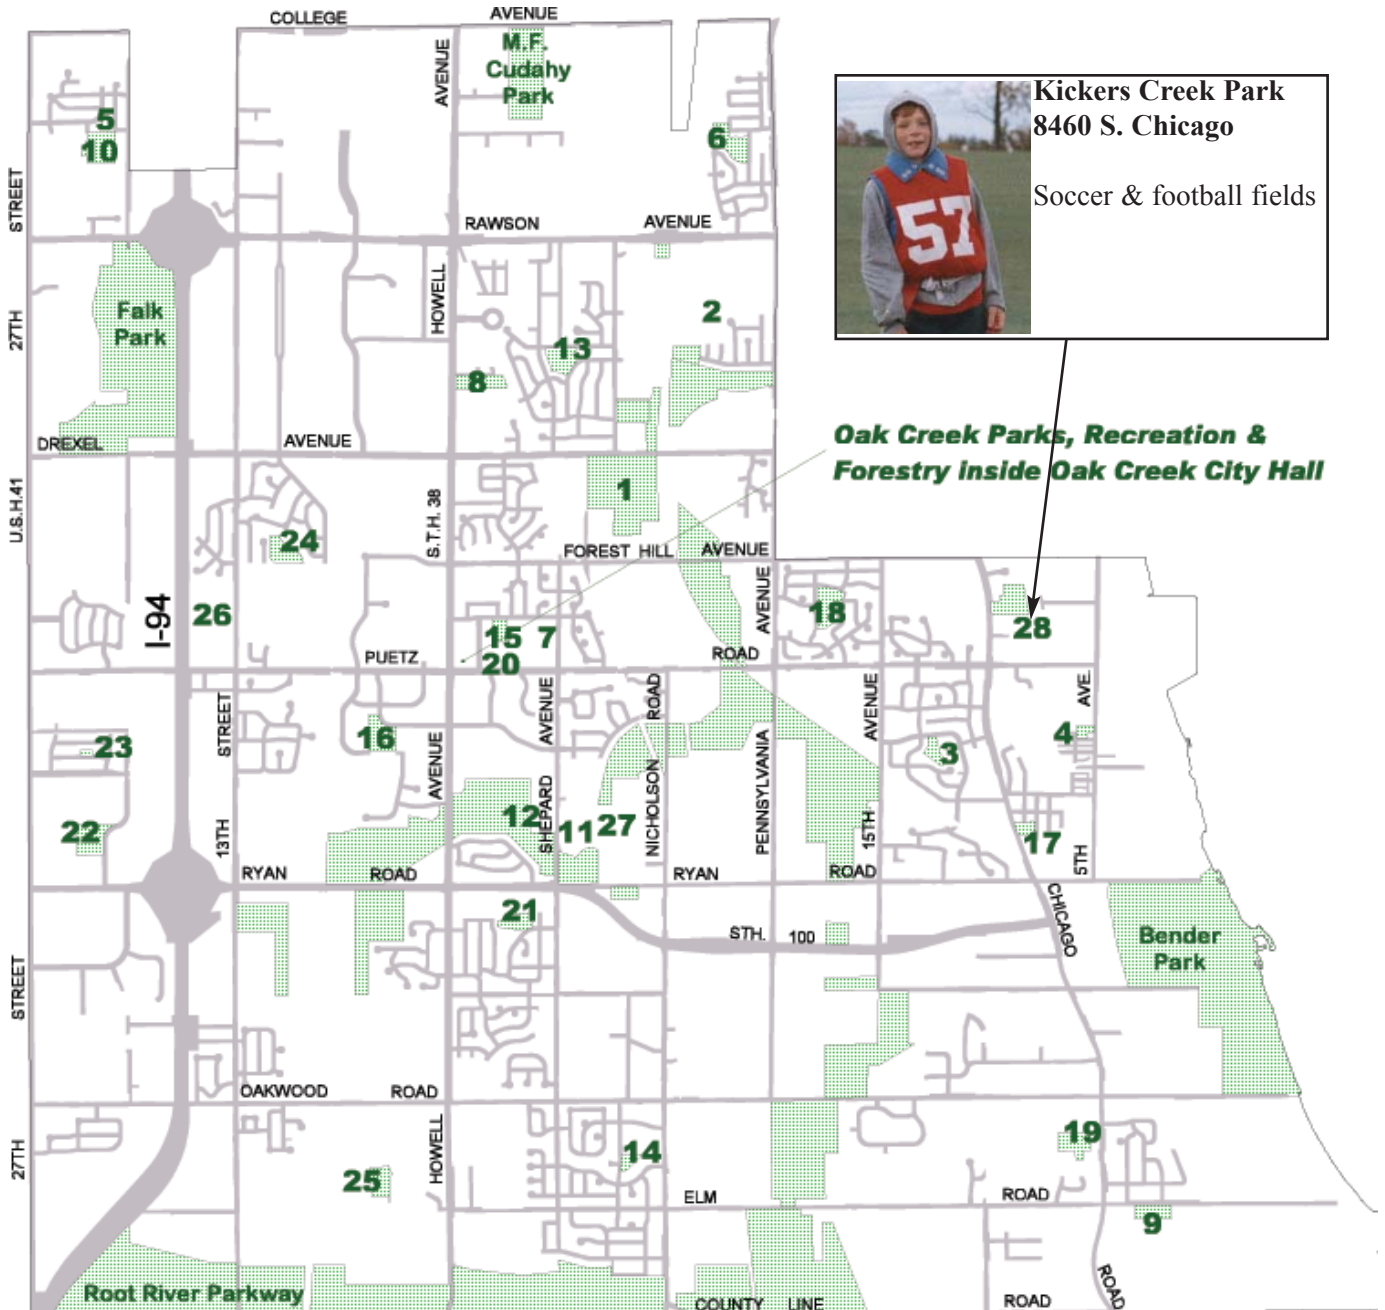 COLLEGE
AVENUE
M.F.
Cudahy
Park
AVENUE
5
10
6
Kickers Creek Park
8460 S. Chicago
Soccer & football fields
57
STREET
RAWSON
AVENUE
27TH
Falk
Park
HOWELL
2
13
8
DREXEL
AVENUE
Oak Creek Parks, Recreation &
Forestry inside Oak Creek City Hall
U.S.H.41
S.T.H. 38
1
24
FOREST HILL
AVENUE
I-94
26
AVENUE
18
28
15
7
PUETZ
20
ROAD
STREET
AVENUE
ROAD
AVENUE
AVE.
23
16
4
3
AVENUE
PENNSYLVANIA
22
13TH
12
SHEPARD
11
27
NICHOLSON
15TH
17
5TH
RYAN
ROAD
RYAN
ROAD
21
CHICAGO
STH.
100
Bender
Park
STREET
OAKWOOD
ROAD
27TH
HOWELL
14
19
25
ELM
ROAD
9
Root River Parkway
COUNTY
LINE
ROAD
ROAD